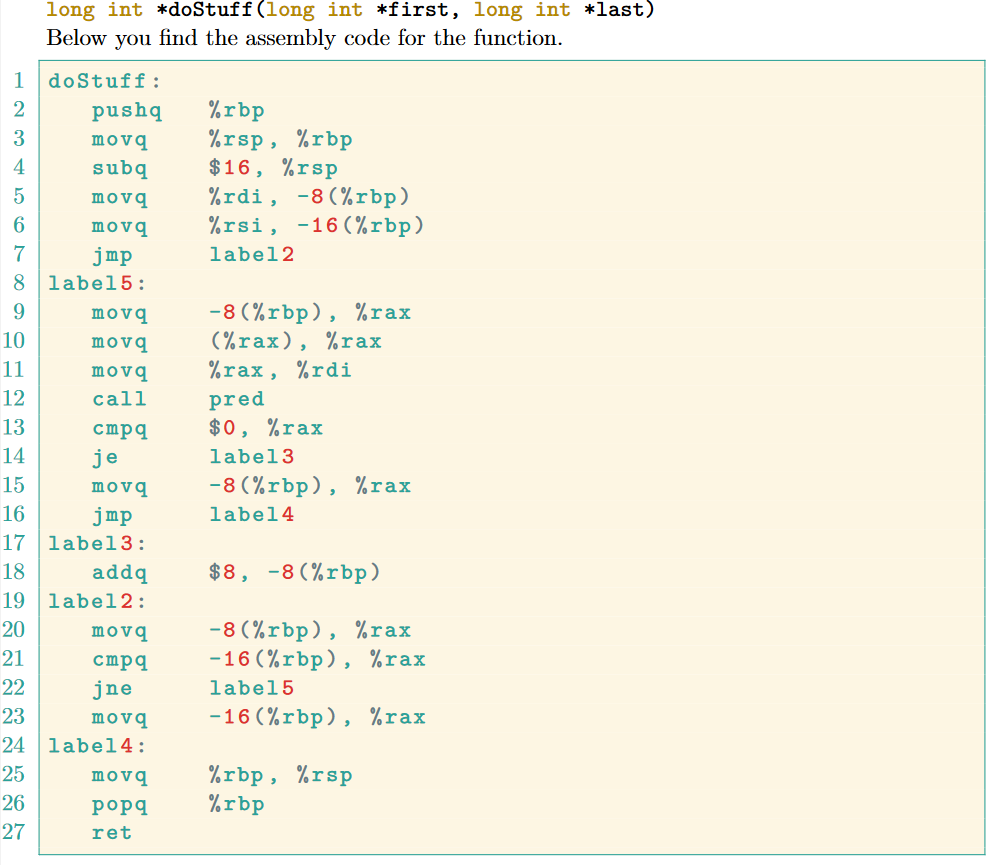 long int *doStuff(long int *first, long int *last)
Below you find the assembly code for the function.
1 doStuff:
2 pushq %rbp
3 movq %rsp, %rbp
4 subq $16, %rsp
5 movq %rdi, -8(%rbp)
6 movq %rsi, -16(%rbp)
7 jmp label2
8 label5:
9 movq -8(%rbp), %rax
10 movq (%rax), %rax
11 movq %rax, %rdi
12 call pred
13 cmpq $0, %rax
14 je label3
15 movq -8(%rbp), %rax
16 jmp label4
17 label3:
18 addq $8, -8(%rbp)
19 label2:
20 movq -8(%rbp), %rax
21 cmpq -16(%rbp), %rax
22 jne label5
23 movq -16(%rbp), %rax
24 label4:
25 movq %rbp, %rsp
26 popq %rbp
27 ret